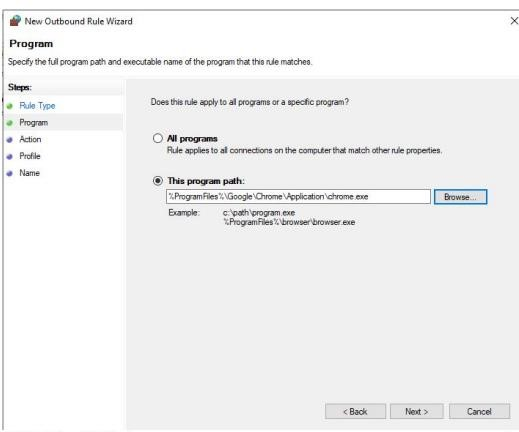 New Outbound Rule Wizard
Program
Specify the full program path and executable name of the program that this rule matches.
Steps:
Rule Type
Program
Action
Profile
Name
Does this rule apply to all programs or a specific program?
All programs
Rule applies to all connections on the computer that match other rule properties.
This program path:
%ProgramFiles%\Google\Chrome\Application\chrome.exe
Browse...
Example: c:\path\program.exe
%ProgramFiles%\browser\browser.exe
< Back Next > Cancel